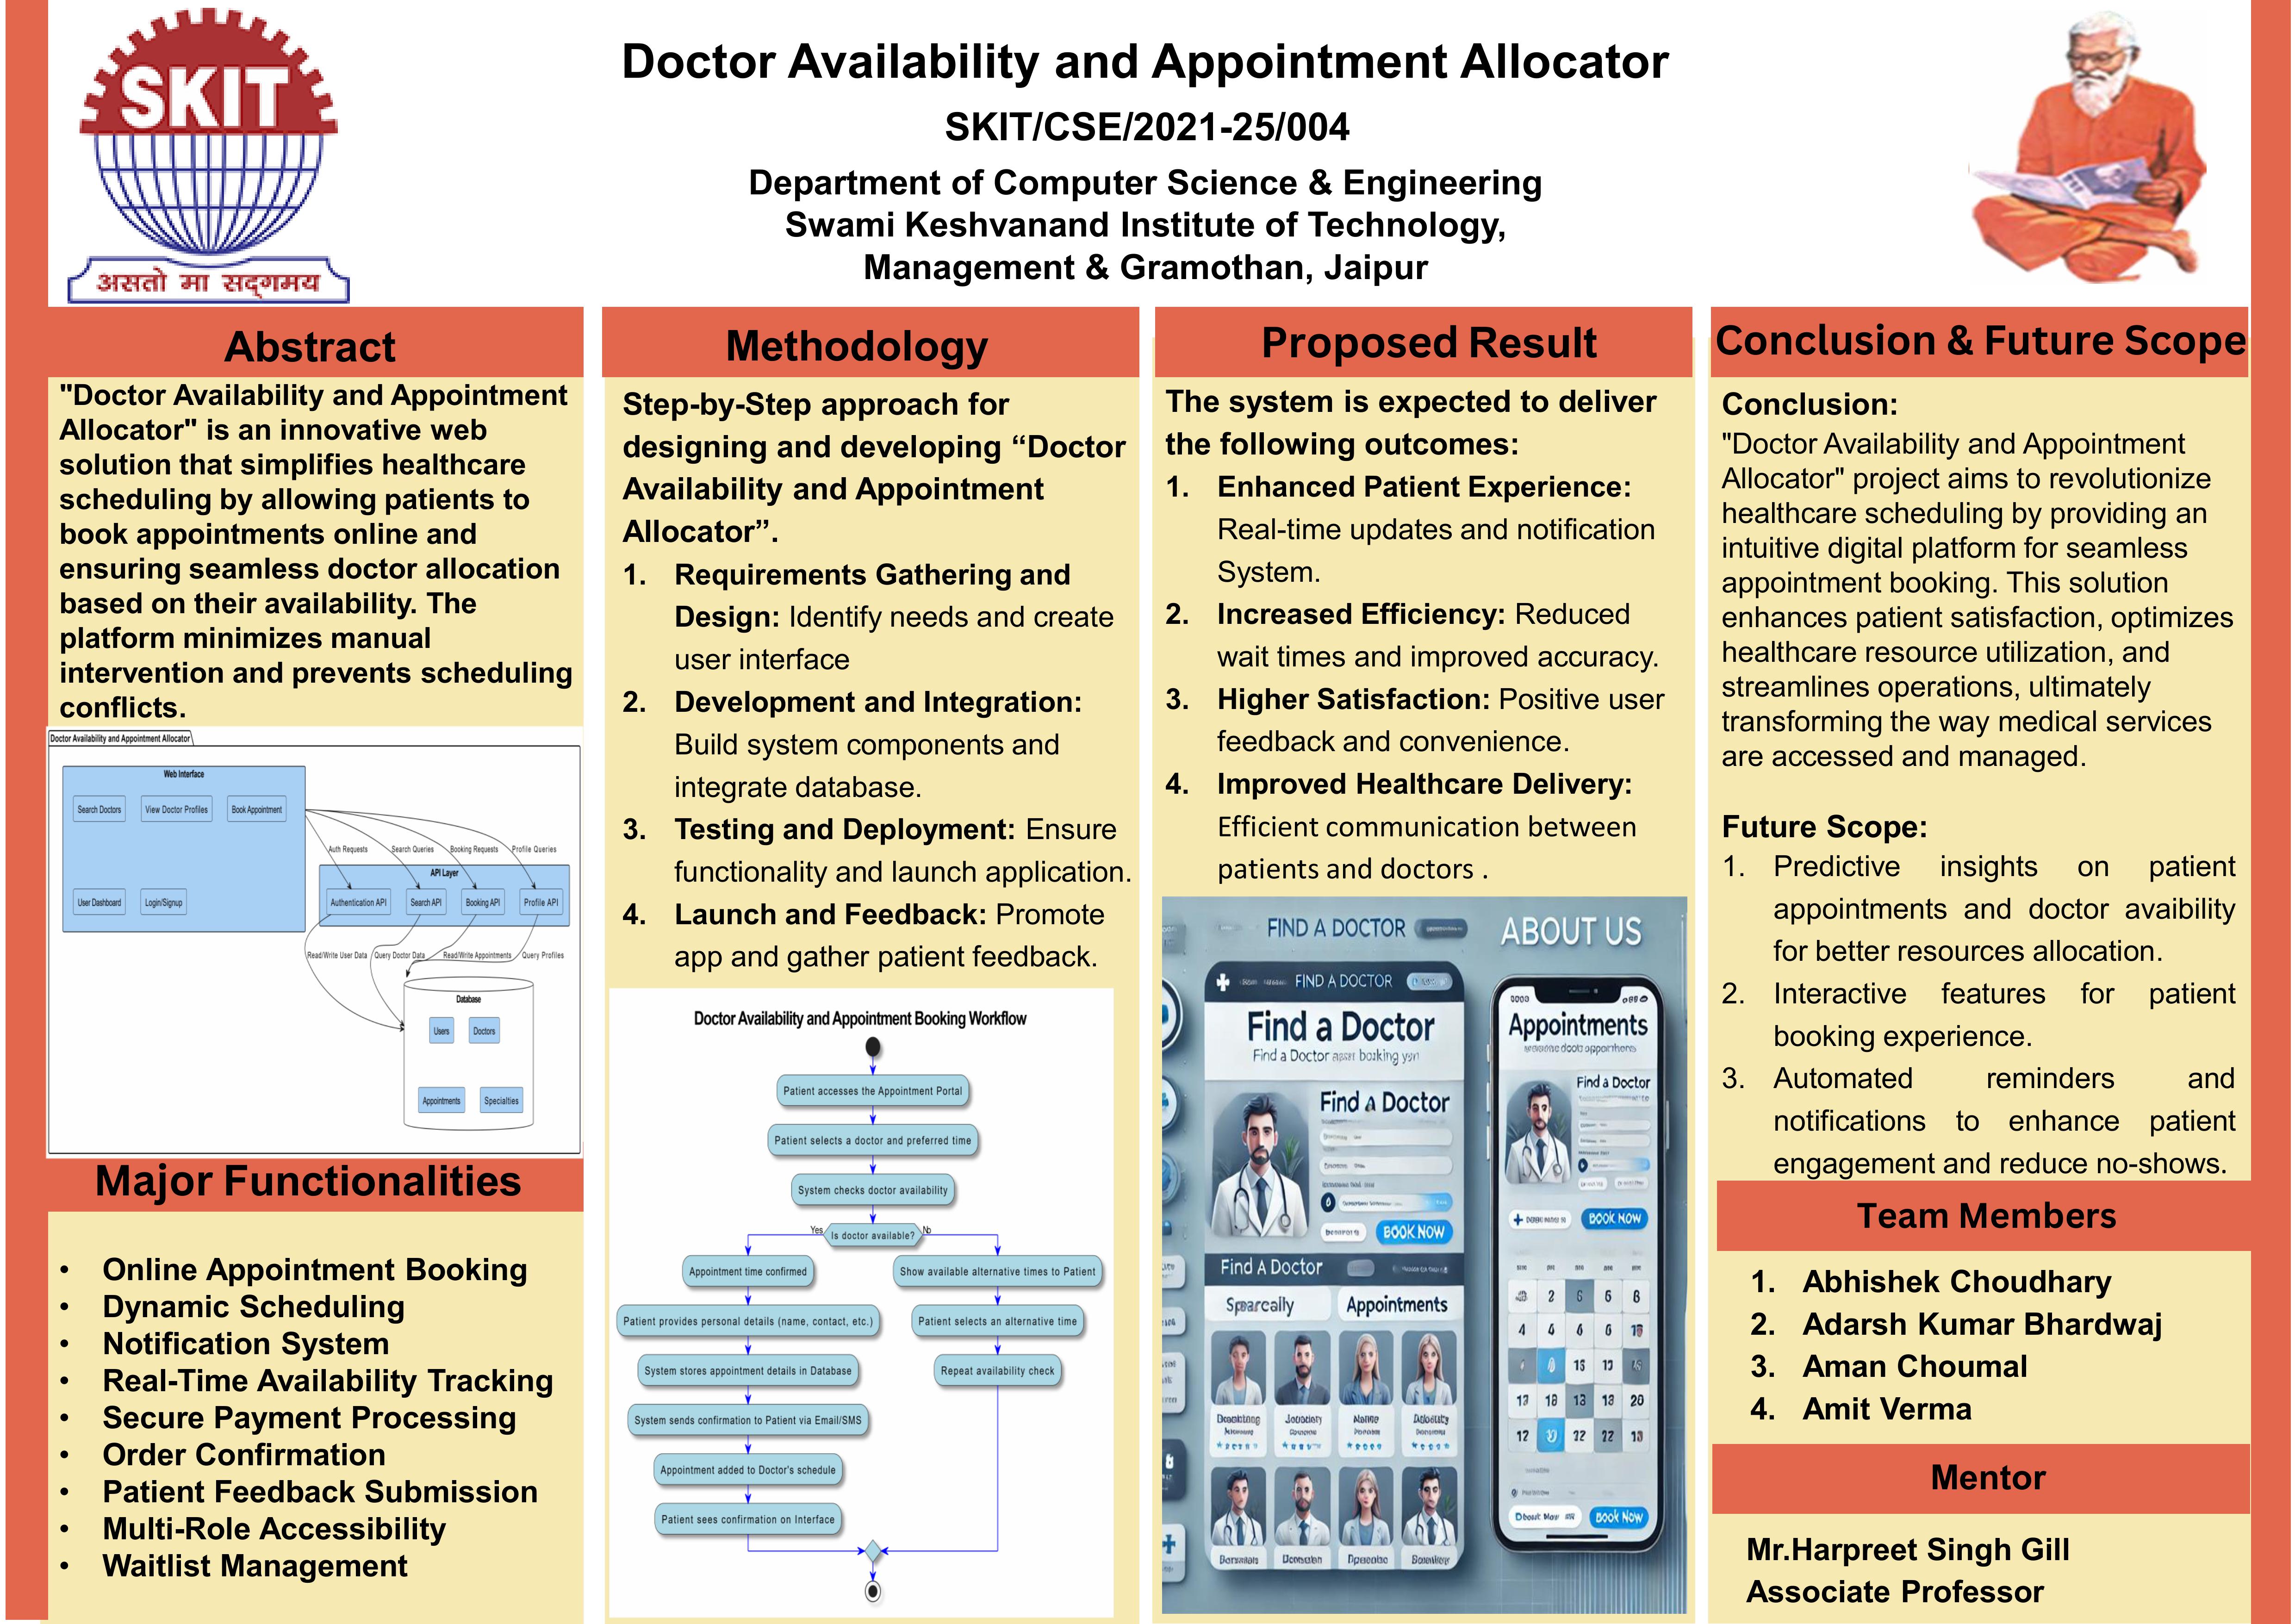 SKIT
असतो मा सद्गमय
Doctor Availability and Appointment Allocator
SKIT/CSE/2021-25/004
Department of Computer Science & Engineering
Swami Keshvanand Institute of Technology,
Management & Gramothan, Jaipur
Abstract
"Doctor Availability and Appointment
Allocator" is an innovative web
solution that simplifies healthcare
scheduling by allowing patients to
book appointments online and
ensuring seamless doctor allocation
based on their availability. The
platform minimizes manual
intervention and prevents scheduling
conflicts.
Doctor Availability and Appointment Allocator
Web Interface
Search Doctors
View Doctor Profiles
Book Appointment
User Dashboard
Login/Signup
Auth Requests
Search Queries
Booking Requests
Profile Queries
API Layer
Authentication API
Search API
Booking API
Profile API
Read/Write User Data
Query Doctor Data
Read/Write Appointments
Query Profiles
Database
Users
Doctors
Appointments
Specialties
Major Functionalities
• Online Appointment Booking
• Dynamic Scheduling
• Notification System
• Real-Time Availability Tracking
• Secure Payment Processing
• Order Confirmation
• Patient Feedback Submission
• Multi-Role Accessibility
• Waitlist Management
Methodology
Step-by-Step approach for
designing and developing “Doctor
Availability and Appointment
Allocator”.
1. Requirements Gathering and
Design: Identify needs and create
user interface
2. Development and Integration:
Build system components and
integrate database.
3. Testing and Deployment: Ensure
functionality and launch application.
4. Launch and Feedback: Promote
app and gather patient feedback.
Doctor Availability and Appointment Booking Workflow
Patient accesses the Appointment Portal
Patient selects a doctor and preferred time
System checks doctor availability
Yes
Is doctor available?
No
Appointment time confirmed
Show available alternative times to Patient
Patient provides personal details (name, contact, etc.)
Patient selects an alternative time
System stores appointment details in Database
Repeat availability check
System sends confirmation to Patient via Email/SMS
Appointment added to Doctor's schedule
Patient sees confirmation on Interface
Proposed Result
The system is expected to deliver
the following outcomes:
1. Enhanced Patient Experience:
Real-time updates and notification
System.
2. Increased Efficiency: Reduced
wait times and improved accuracy.
3. Higher Satisfaction: Positive user
feedback and convenience.
4. Improved Healthcare Delivery:
Efficient communication between
patients and doctors .
FIND A DOCTOR
ABOUT US
FIND A DOCTOR
Find a Doctor
Find a Doctor
Find a Doctor
BOOK NOW
Find A Doctor
Sparcally
Appointments
Appointments
Find a Doctor
BOOK NOW
Book Now
Conclusion & Future Scope
Conclusion:
"Doctor Availability and Appointment
Allocator" project aims to revolutionize
healthcare scheduling by providing an
intuitive digital platform for seamless
appointment booking. This solution
enhances patient satisfaction, optimizes
healthcare resource utilization, and
streamlines operations, ultimately
transforming the way medical services
are accessed and managed.
Future Scope:
1. Predictive insights on patient
appointments and doctor avaibility
for better resources allocation.
2. Interactive features for patient
booking experience.
3. Automated reminders and
notifications to enhance patient
engagement and reduce no-shows.
Team Members
1. Abhishek Choudhary
2. Adarsh Kumar Bhardwaj
3. Aman Choumal
4. Amit Verma
Mentor
Mr.Harpreet Singh Gill
Associate Professor